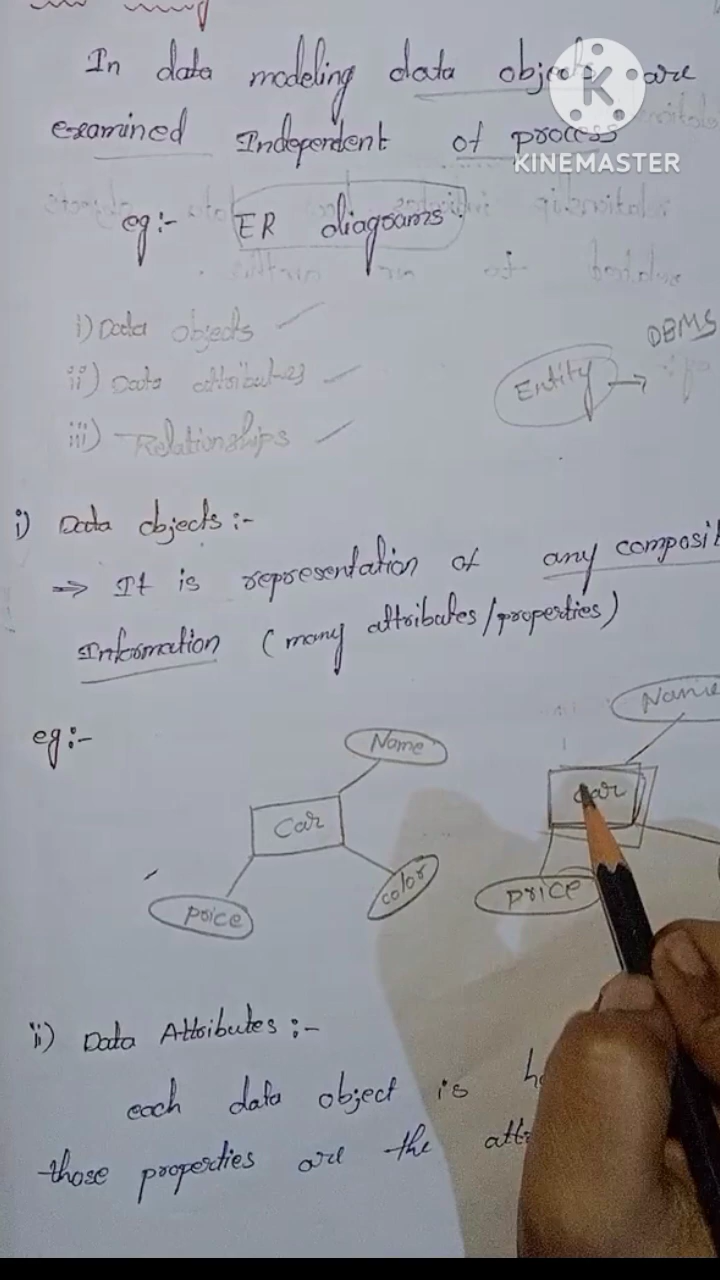 In data modeling data objects are
examined Independent of process
KINEMASTER
eg:- ER diagrams
i) Data objects
ii) Data attributes
iii) Relationships
Entity → DBMS
i) Data objects :-
⇒ It is representation of any
Information (many attributes/properties)
eg:-
Name
Car
Price
color
Name
Car
Price
ii) Data Attributes :-
each data object is
those properties are the